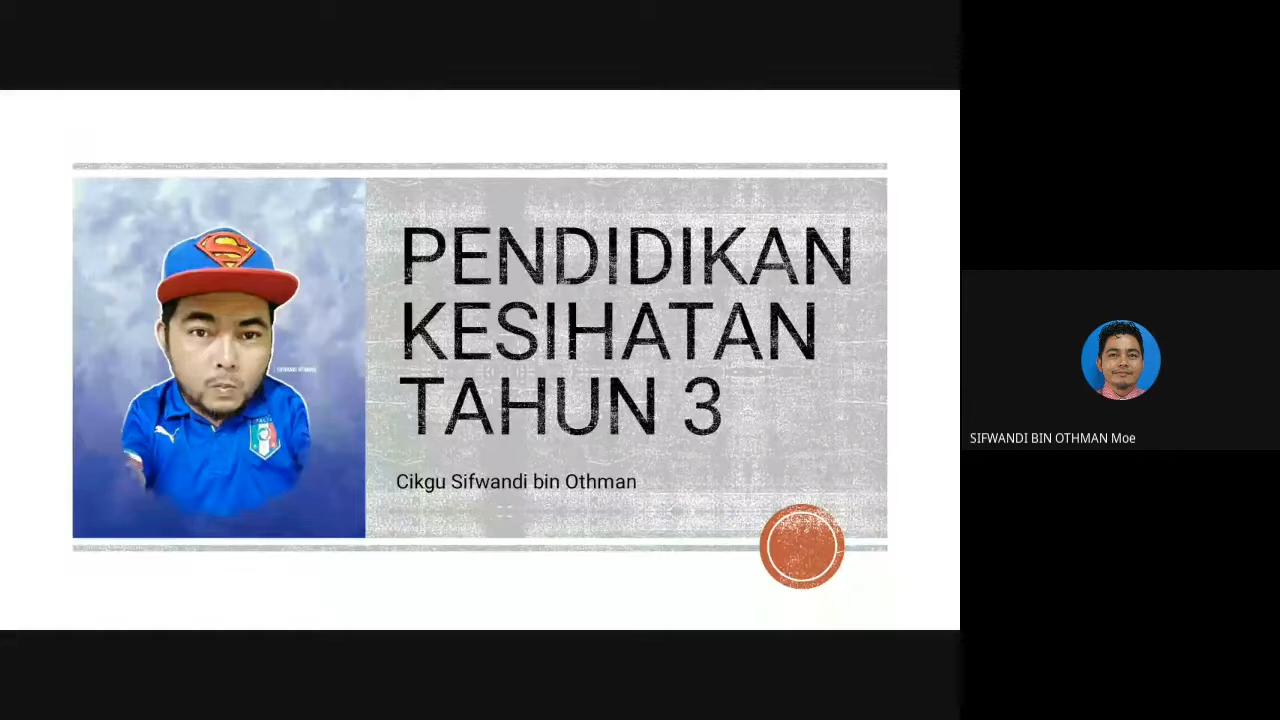 PENDIDIKAN
KESIHATAN
TAHUN 3
Cikgu Sifwandi bin Othman
SIFWANDI BIN OTHMAN Moe